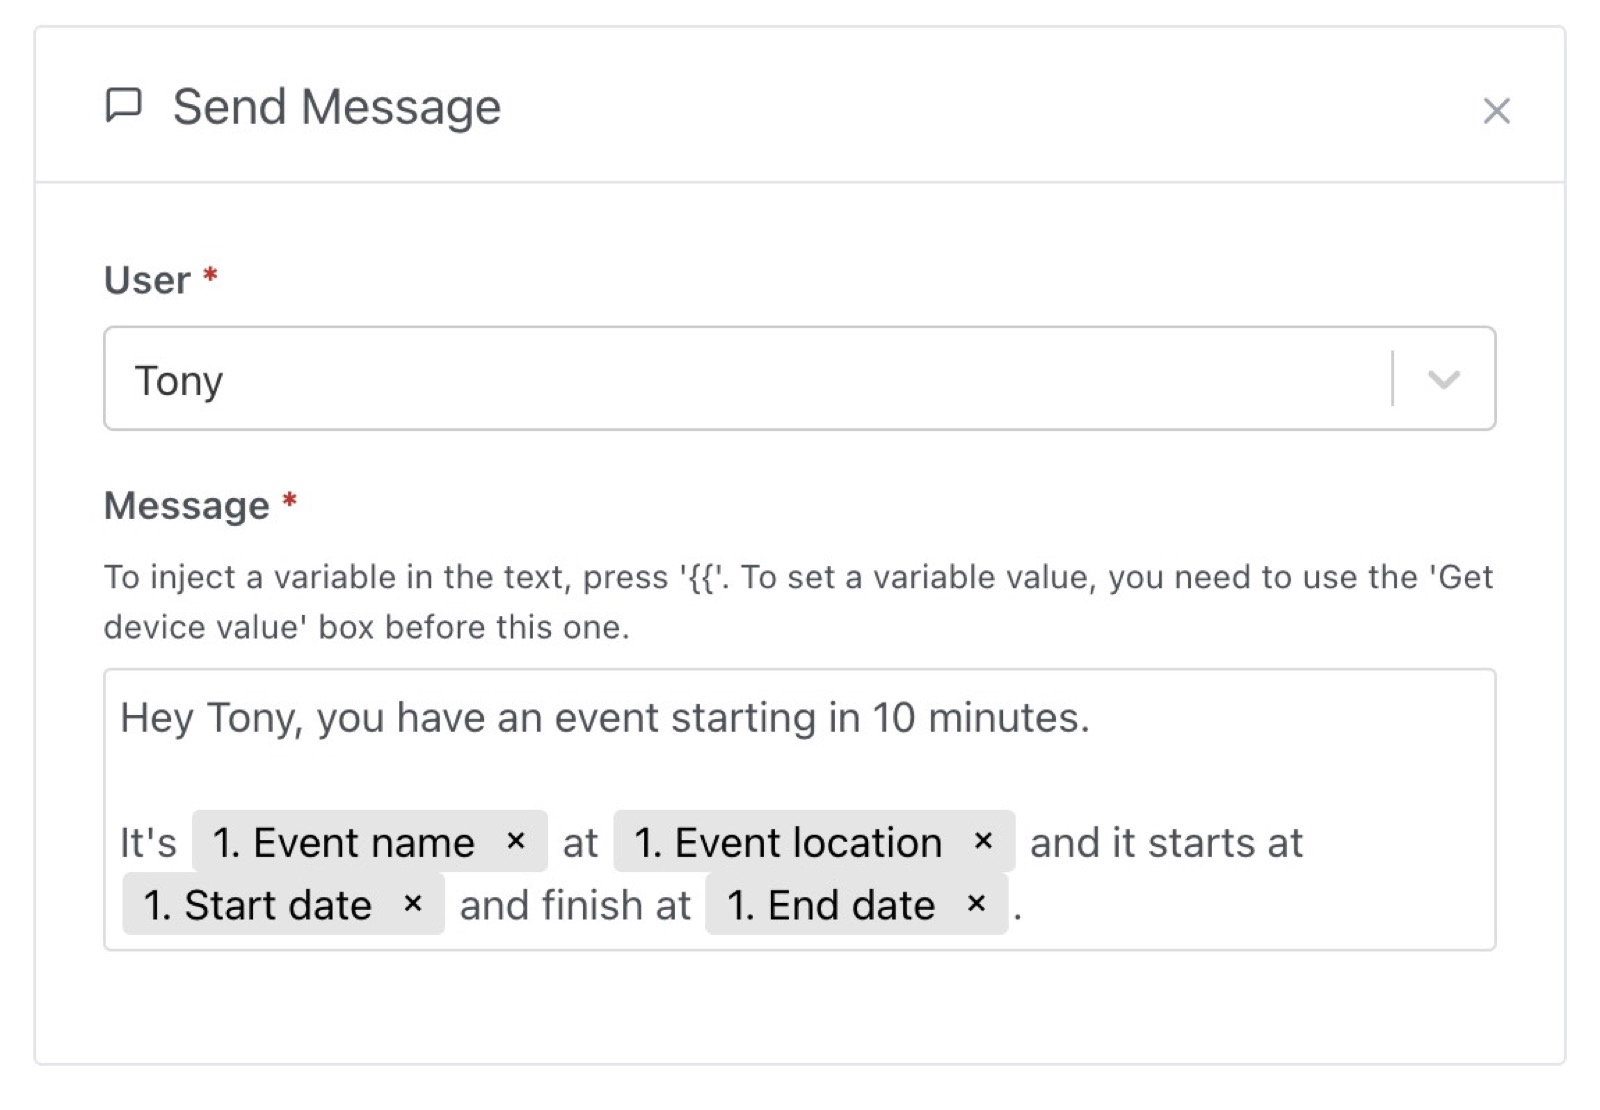 Send Message
User *
Tony
Message *
To inject a variable in the text, press '{{'. To set a variable value, you need to use the 'Get
device value' box before this one.
Hey Tony, you have an event starting in 10 minutes.
It's 1. Event name × at 1. Event location × and it starts at
1. Start date × and finish at 1. End date × .